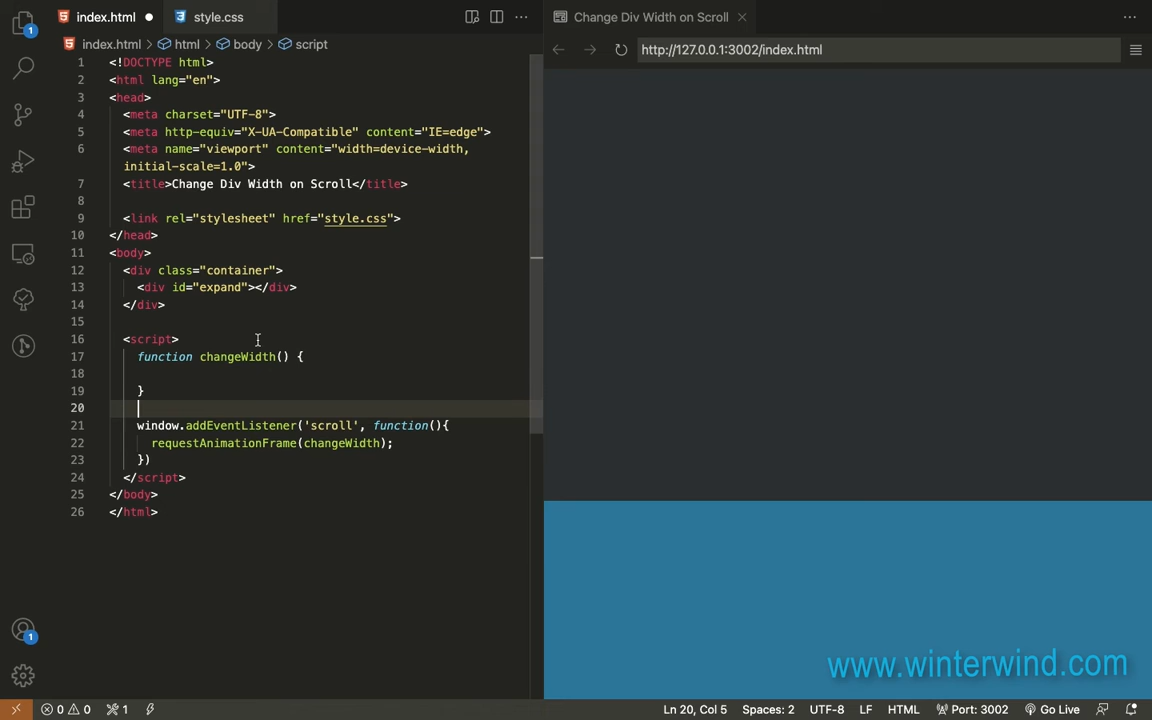 index.html
style.css
Change Div Width on Scroll
index.html > html > body > script
http://127.0.0.1:3002/index.html
1 <!DOCTYPE html>
2 <html lang="en">
3 <head>
4 <meta charset="UTF-8">
5 <meta http-equiv="X-UA-Compatible" content="IE=edge">
6 <meta name="viewport" content="width=device-width,
initial-scale=1.0">
7 <title>Change Div Width on Scroll</title>
8
9 <link rel="stylesheet" href="style.css">
10 </head>
11 <body>
12 <div class="container">
13 <div id="expand"></div>
14 </div>
15
16 <script>
17 function changeWidth() {
18
19 }
20
21 window.addEventListener('scroll', function(){
22 requestAnimationFrame(changeWidth);
23 })
24 </script>
25 </body>
26 </html>
1
1
www.winterwind.com
0 0 1 Ln 20, Col 5 Spaces: 2 UTF-8 LF HTML Port: 3002 Go Live